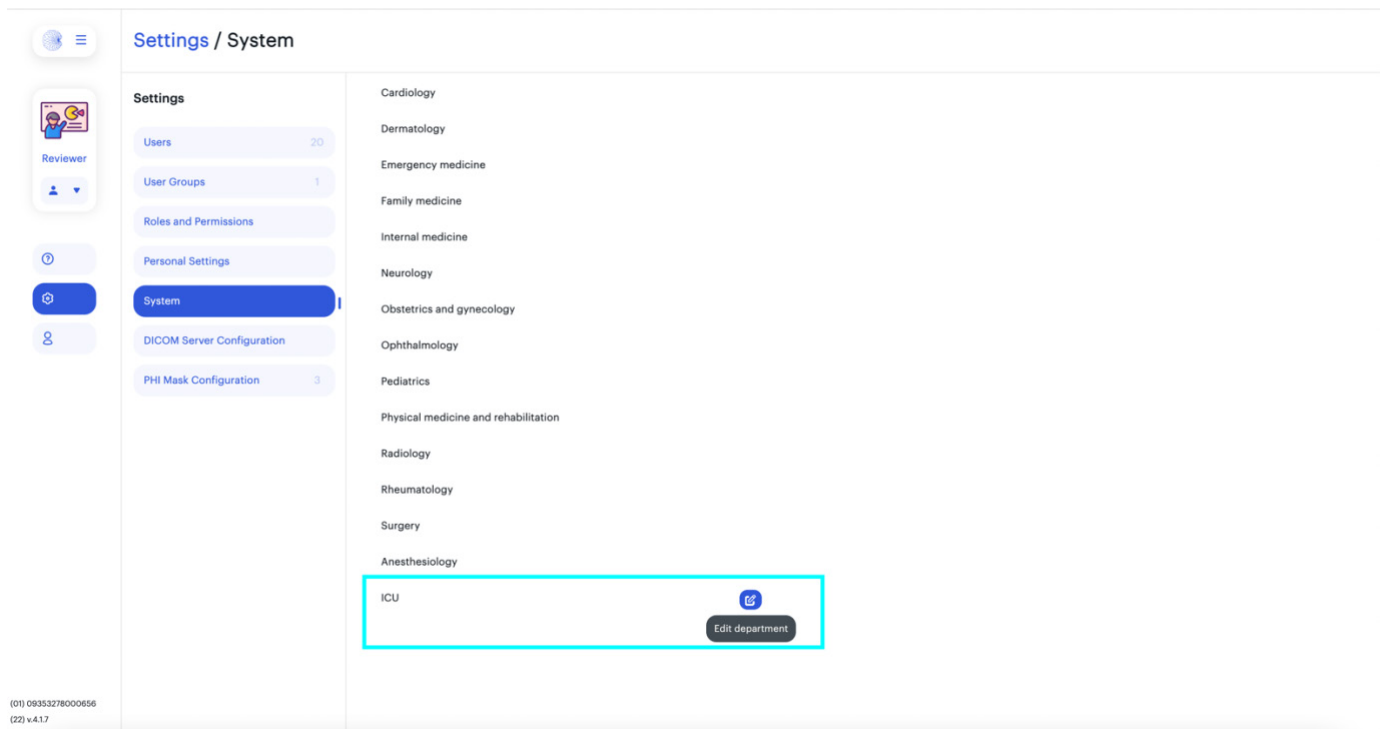 Settings / System
Reviewer
(01) 09353278000656
(22) v.4.1.7
Settings
Users 20
User Groups 1
Roles and Permissions
Personal Settings
System
DICOM Server Configuration
PHI Mask Configuration 3
Cardiology
Dermatology
Emergency medicine
Family medicine
Internal medicine
Neurology
Obstetrics and gynecology
Ophthalmology
Pediatrics
Physical medicine and rehabilitation
Radiology
Rheumatology
Surgery
Anesthesiology
ICU
Edit department